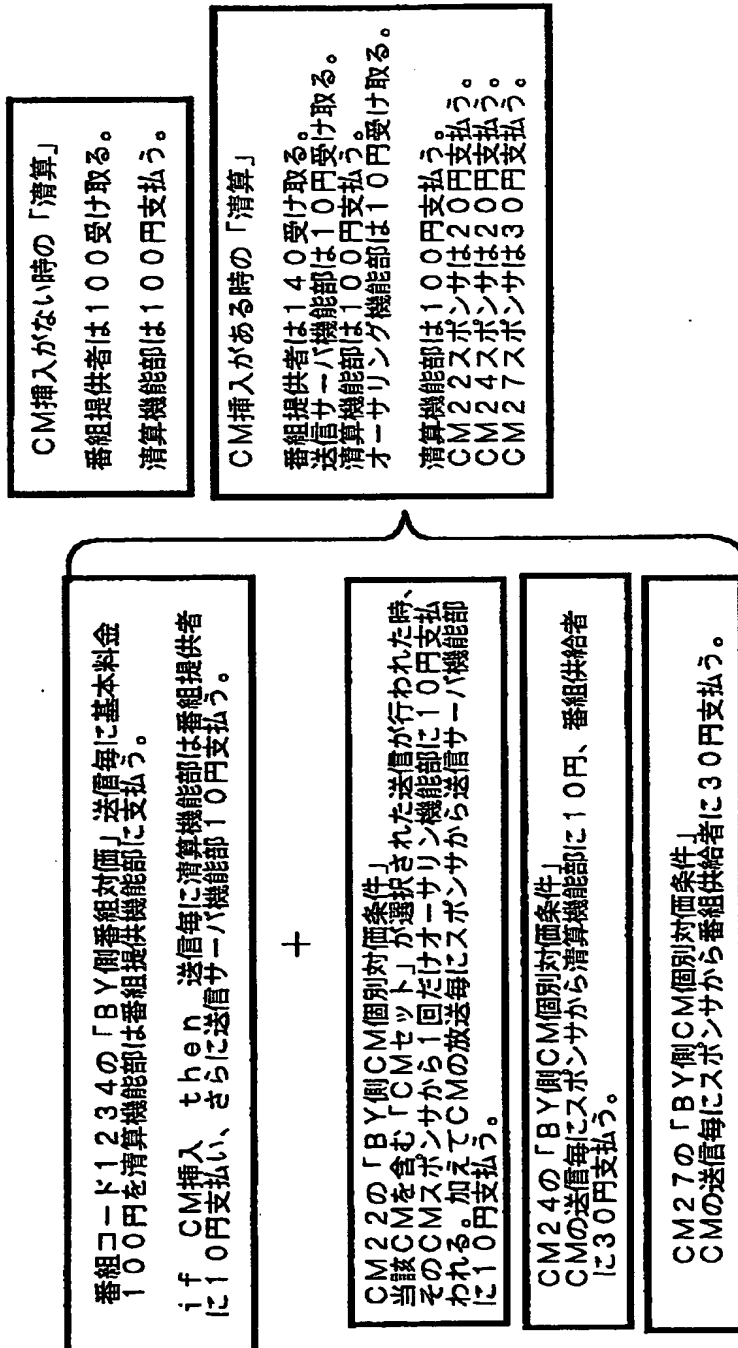 番組コード1234の「BY側番組対価」送信毎に基本料金
100円を清算機能部は番組提供機能部に支払う。
if CM挿入 then 送信毎に清算機能部は番組提供者
に10円支払い、さらに送信サーバ機能部10円支払う。
+
CM22の「BY側CM個別対価条件」
当該CMを含む「CMセット」が選択された送信が行われた時、
そのCMスポンサから1回だけオーサリン機能部に10円支払
われる。加えてCMの放送毎にスポンサから送信サーバ機能部
に10円支払う。
CM24の「BY側CM個別対価条件」
CMの送信毎にスポンサから清算機能部に10円、番組供給者
に30円支払う。
CM27の「BY側CM個別対価条件」
CMの送信毎にスポンサから番組供給者に30円支払う。
CM挿入がない時の「清算」
番組提供者は100受け取る。
清算機能部は100円支払う。
CM挿入がある時の「清算」
番組提供者は140受け取る。
送信サーバ機能部は10円受け取る。
清算機能部は100円支払う。
オーサリング機能部は10円受け取る。
清算機能部は100円支払う。
CM22スポンサは20円支払う。
CM24スポンサは20円支払う。
CM27スポンサは30円支払う。